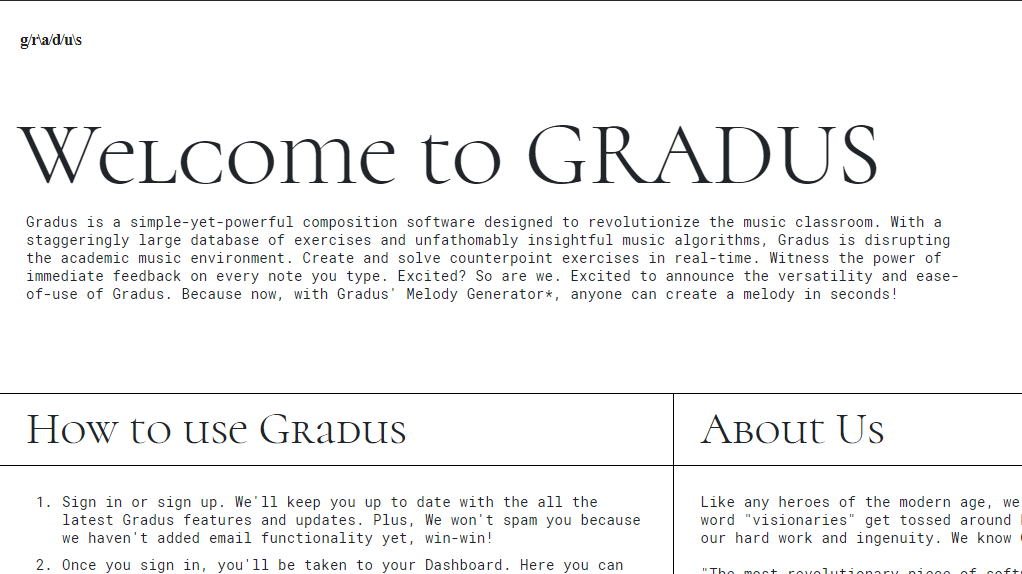 g/r\a/d/u\s
Welcome to GRADUS
Gradus is a simple-yet-powerful composition software designed to revolutionize the music classroom. With a
staggeringly large database of exercises and unfathomably insightful music algorithms, Gradus is disrupting
the academic music environment. Create and solve counterpoint exercises in real-time. Witness the power of
immediate feedback on every note you type. Excited? So are we. Excited to announce the versatility and ease-
of-use of Gradus. Because now, with Gradus' Melody Generator*, anyone can create a melody in seconds!
How to use Gradus
1. Sign in or sign up. We'll keep you up to date with the all the
latest Gradus features and updates. Plus, We won't spam you because
we haven't added email functionality yet, win-win!
2. Once you sign in, you'll be taken to your Dashboard. Here you can
About Us
Like any heroes of the modern age, we
word "visionaries" get tossed around
our hard work and ingenuity. We know
"The most revolutionary piece of